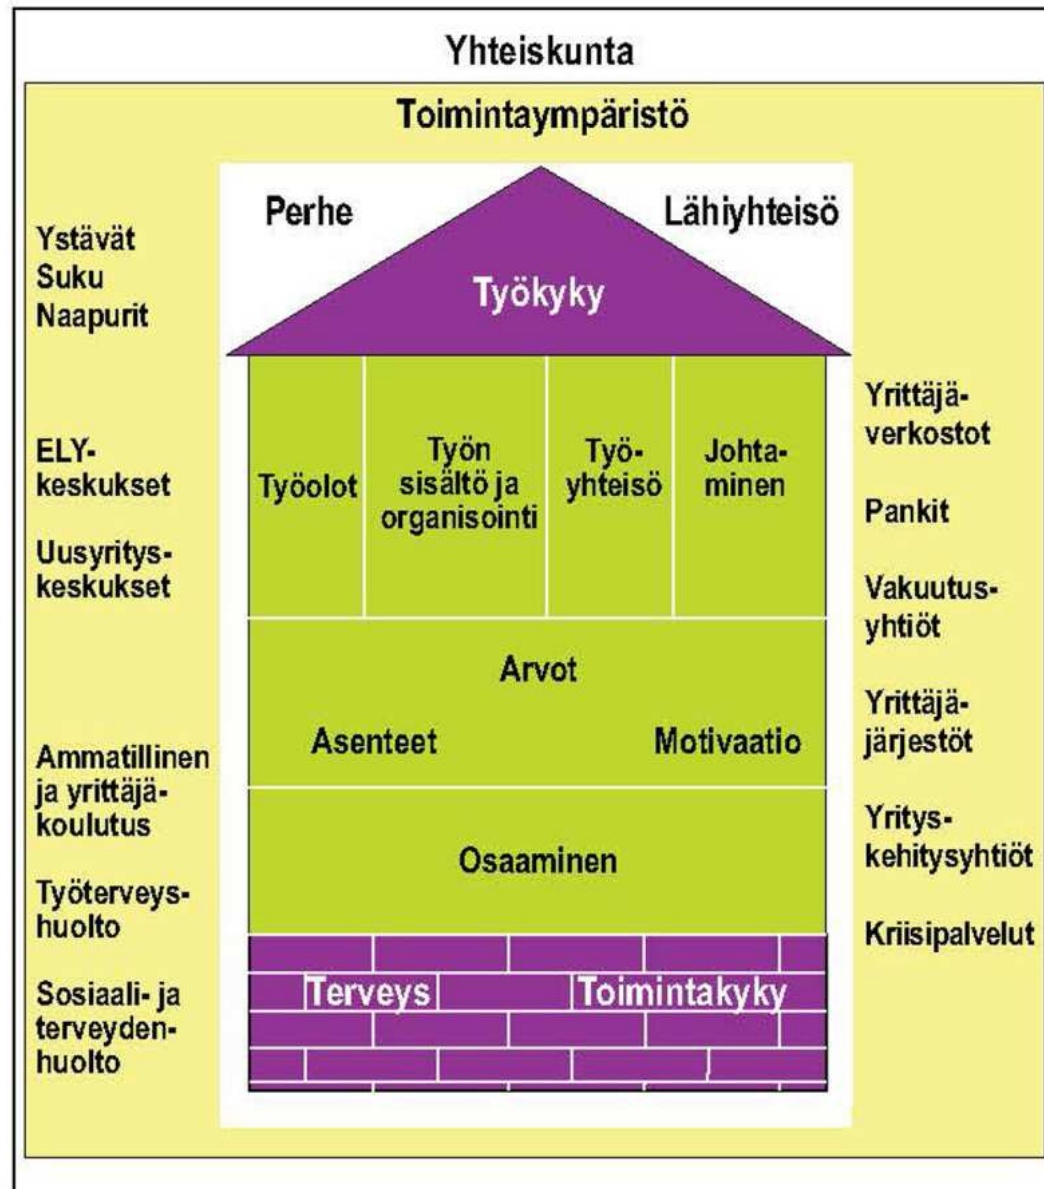 Yhteiskunta
Toimintaympäristö
Perhe
Lähiyhteisö
Työkyky
Ystävät
Suku
Naapurit
ELY-
keskukset
Uusyritys-
keskukset
Ammatillinen
ja yrittäjä-
koulutus
Työterveys-
huolto
Sosiaali- ja
terveyden-
huolto
Työolot
Työn
sisältö ja
organisointi
Työ-
yhteisö
Johta-
minen
Arvot
Asenteet
Motivaatio
Osaaminen
Terveys
Toimintakyky
Yrittäjä-
verkostot
Pankit
Vakuutus-
yhtiöt
Yrittäjä-
järjestöt
Yritys-
kehitysyhtiöt
Kriisipalvelut